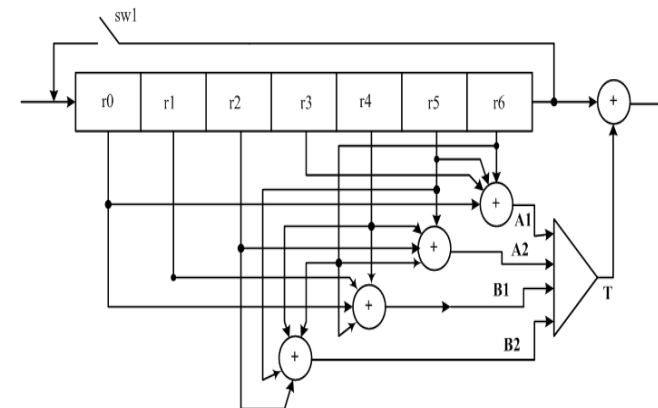 sw1
r0 r1 r2 r3 r4 r5 r6
+
+
A1
+
A2
B1
T
+
+
B2